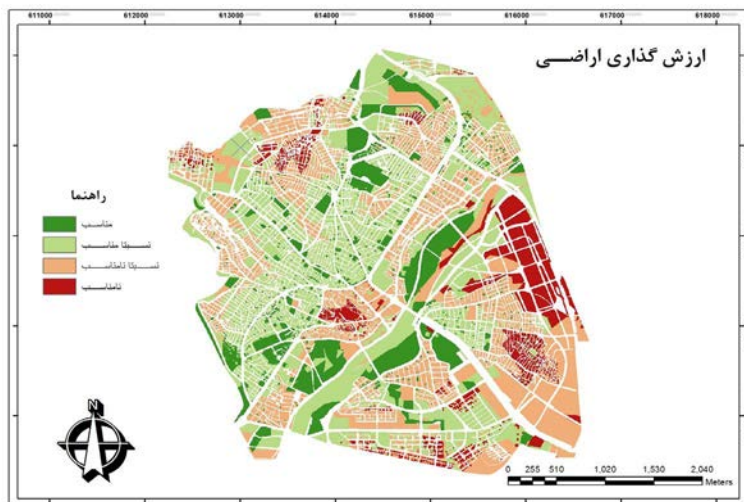 611000 612000 613000 614000 615000 616000 617000 618000
ارزش گذاری اراضی
راهنما
مناسب
نسبتا مناسب
نسبتا نامناسب
نامناسب
N
0 255 510 1,020 1,530 2,040
Meters